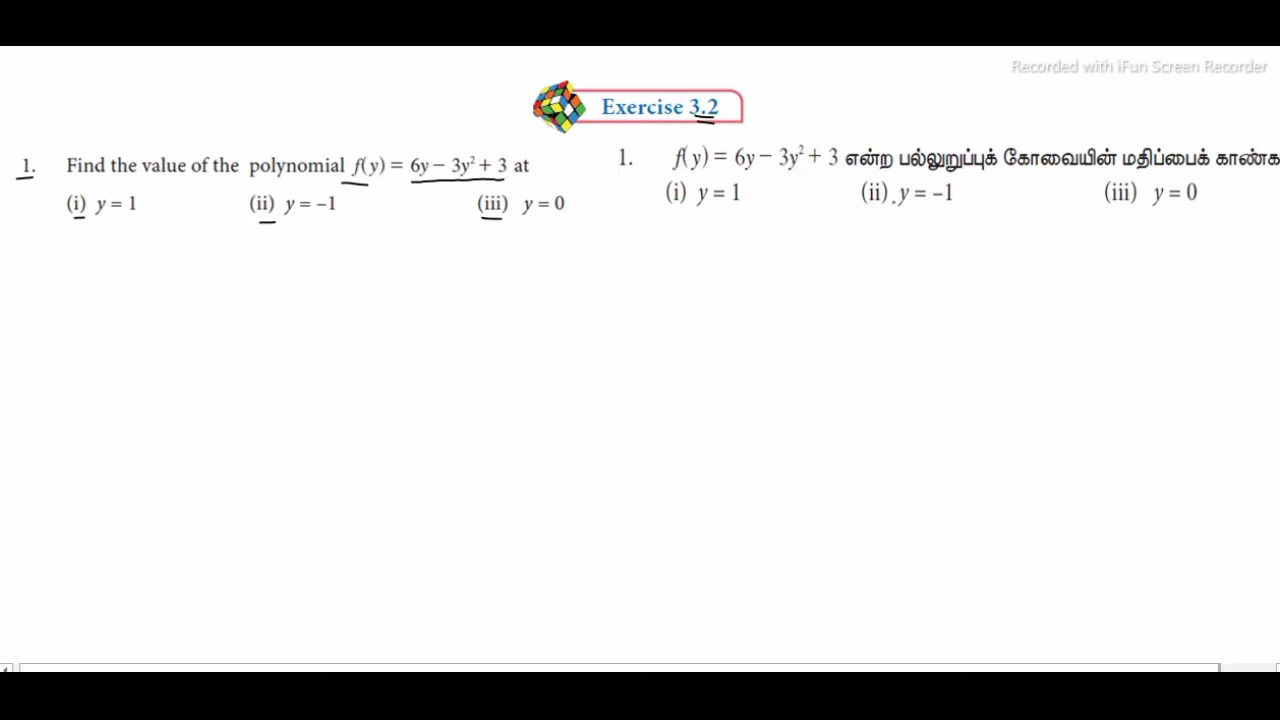 Recorded with iFun Screen Recorder
Exercise 3.2
1. Find the value of the polynomial f(y) = 6y − 3y² + 3 at
(i) y = 1 (ii) y = −1 (iii) y = 0
1. f(y) = 6y − 3y² + 3 என்ற பல்லுறுப்புக் கோவையின் மதிப்பைக் காண்க
(i) y = 1 (ii) y = −1 (iii) y = 0